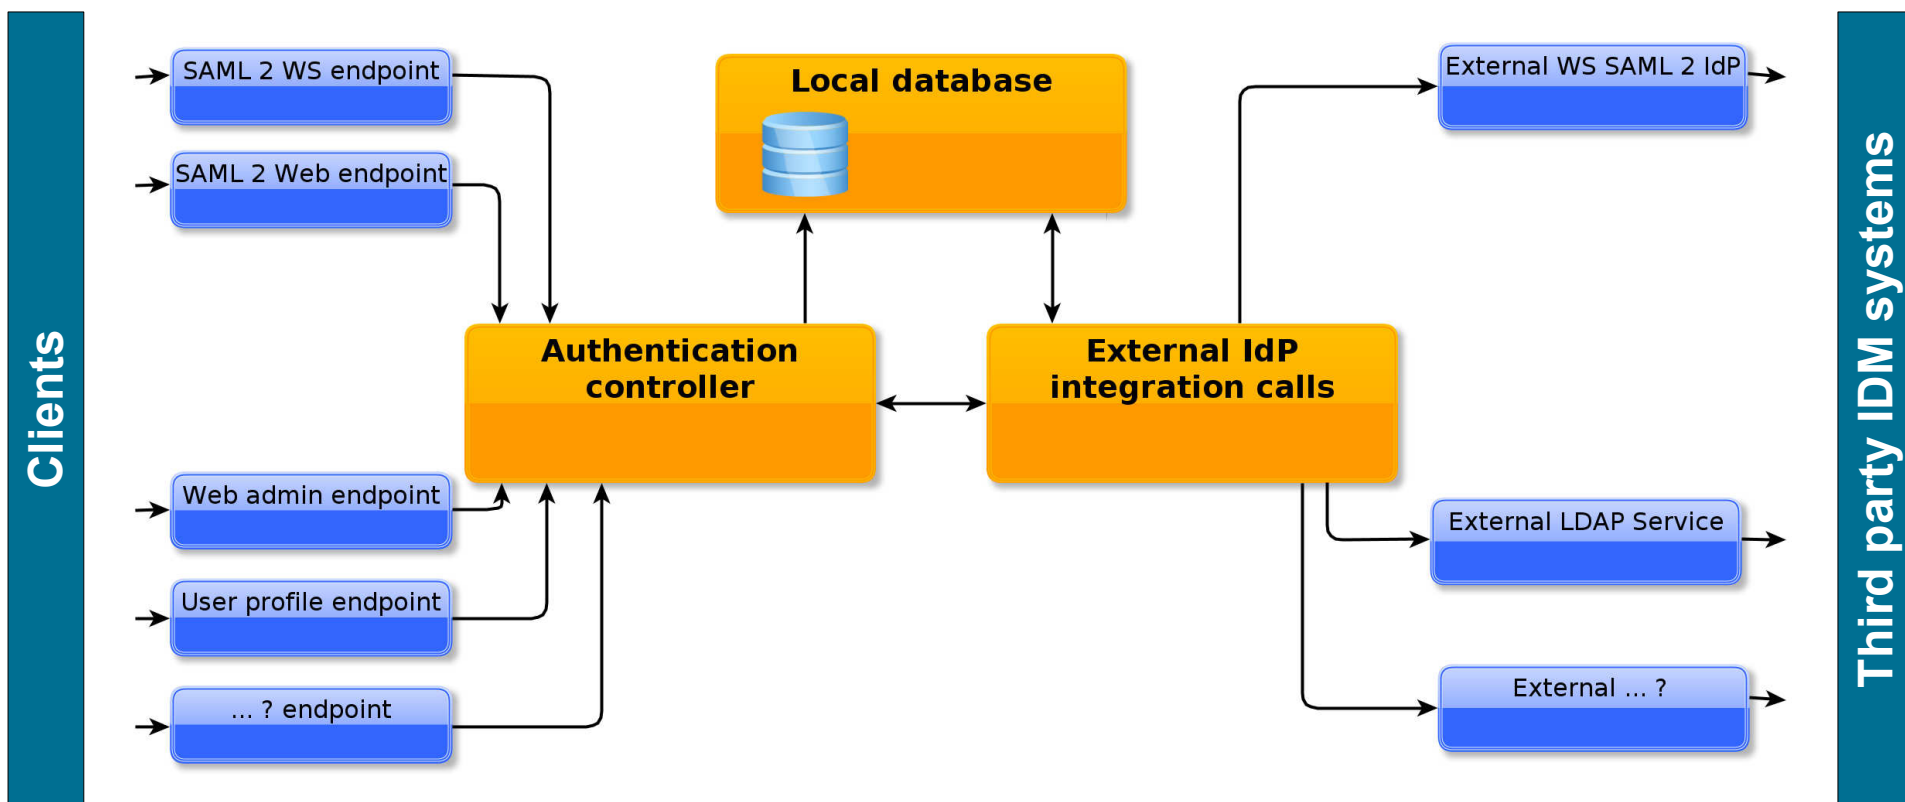 Clients
SAML 2 WS endpoint
SAML 2 Web endpoint
Web admin endpoint
User profile endpoint
... ? endpoint
Local database
Authentication
controller
External IdP
integration calls
External WS SAML 2 IdP
External LDAP Service
External ... ?
Third party IDM systems